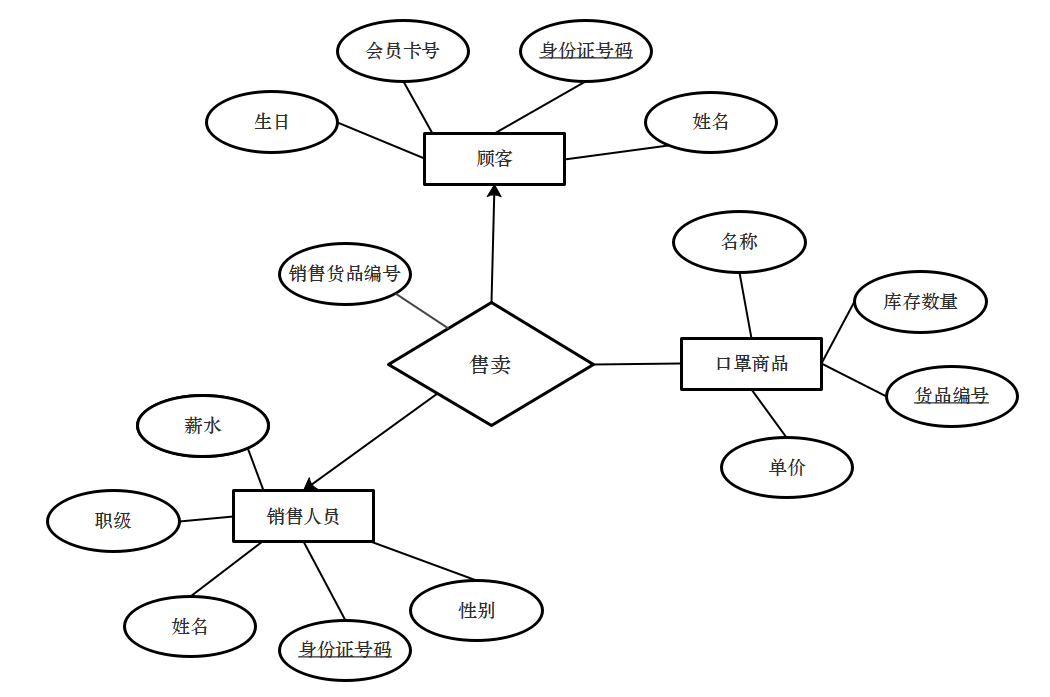 会员卡号
身份证号码
生日
姓名
顾客
名称
销售货品编号
库存数量
售卖
口罩商品
货品编号
薪水
单价
职级
销售人员
性别
姓名
身份证号码